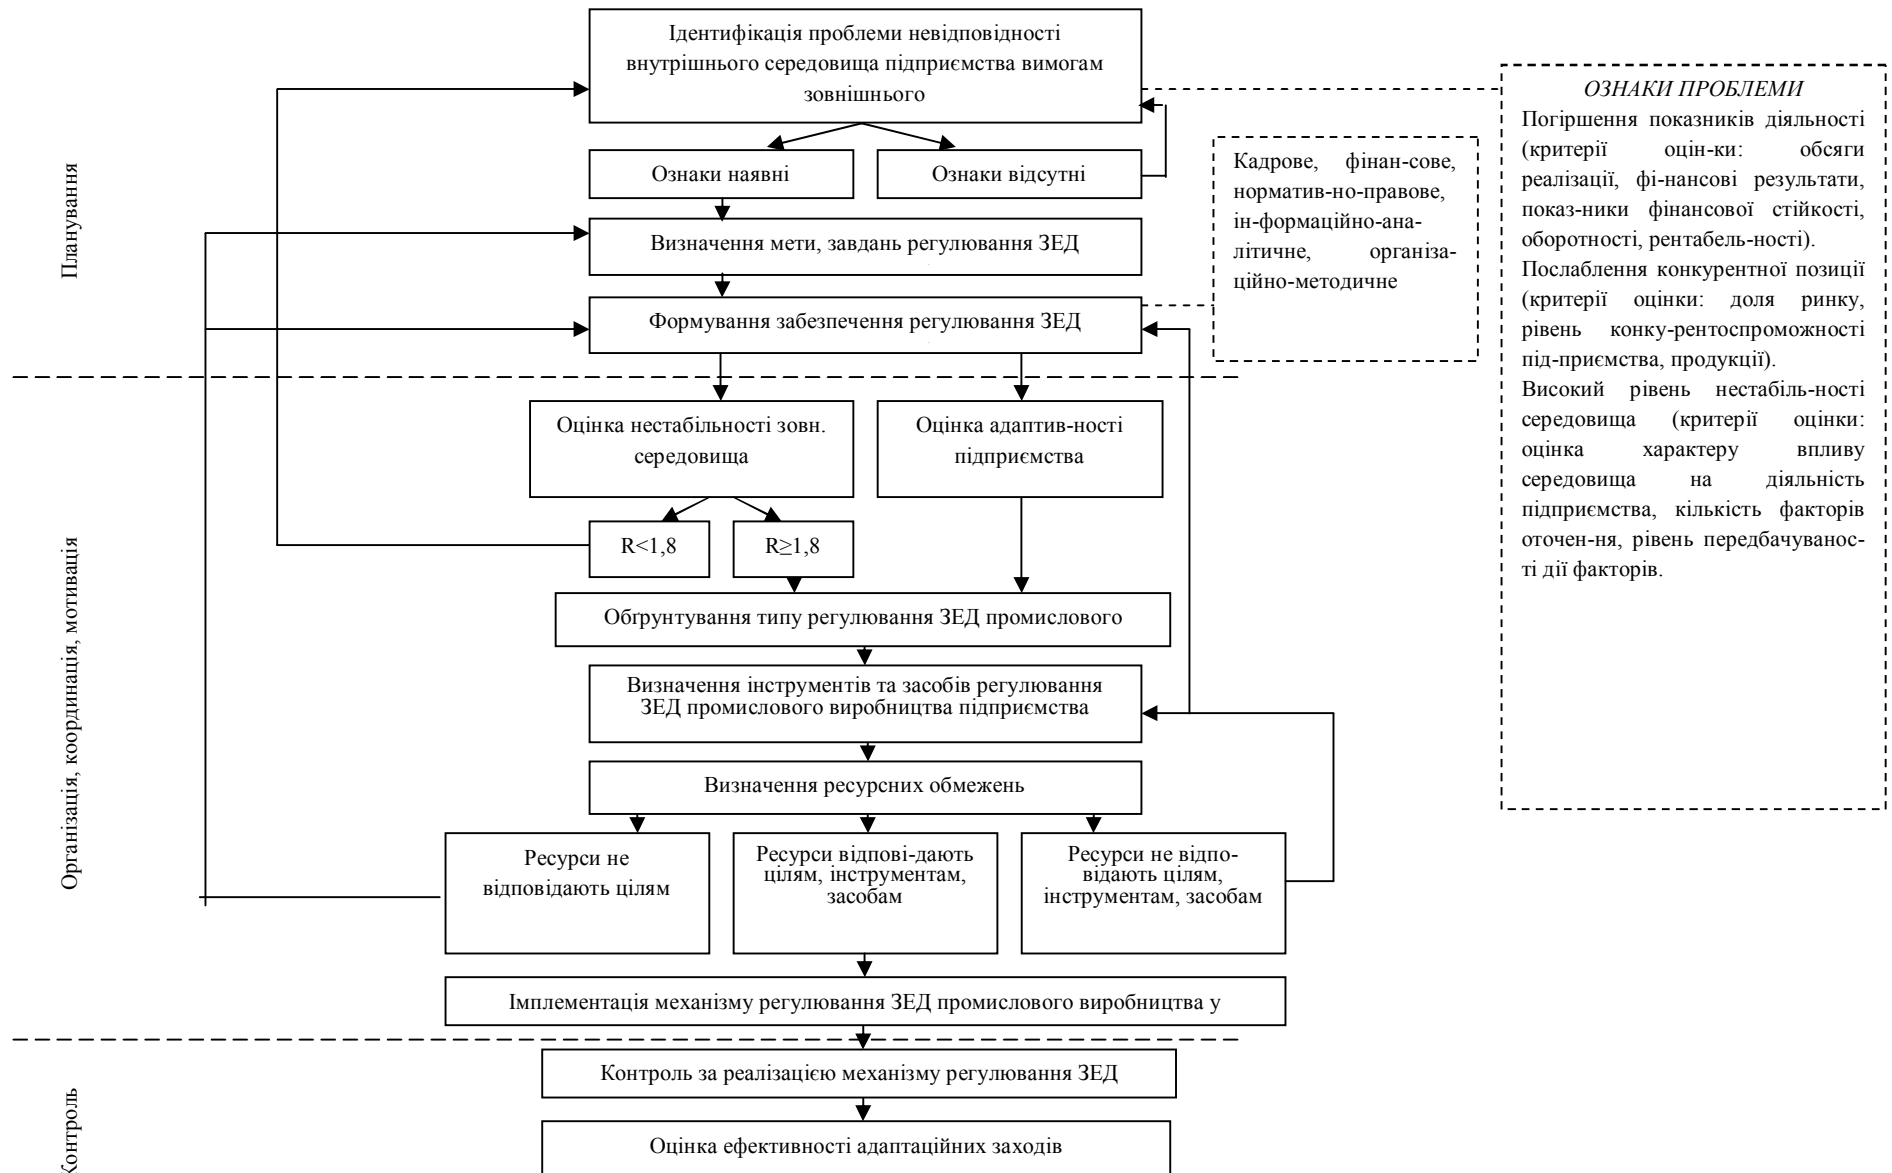 Ідентифікація проблеми невідповідності
внутрішнього середовища підприємства вимогам
зовнішнього
Ознаки наявні
Ознаки відсутні
Визначення мети, завдань регулювання ЗЕД
Формування забезпечення регулювання ЗЕД
Кадрове, фінан-сове,
норматив-но-правове,
ін-формаційно-ана-
літичне, організа-
ційно-методичне
ОЗНАКИ ПРОБЛЕМИ
Погіршення показників діяльності
(критерії оцін-ки: обсяги
реалізації, фі-нансові результати,
показ-ники фінансової стійкості,
оборотності, рентабель-ності).
Послаблення конкурентної позиції
(критерії оцінки: доля ринку,
рівень конку-рентоспроможності
під-приємства, продукції).
Високий рівень нестабіль-ності
середовища (критерії оцінки:
оцінка характеру впливу
середовища на діяльність
підприємства, кількість факторів
оточен-ня, рівень передбачуванос-
ті дії факторів.
Планування
Оцінка нестабільності зовн.
середовища
Оцінка адаптив-ності
підприємства
R<1,8
R≥1,8
Обґрунтування типу регулювання ЗЕД промислового
Визначення інструментів та засобів регулювання
ЗЕД промислового виробництва підприємства
Визначення ресурсних обмежень
Ресурси не
відповідають цілям
Ресурси відпові-дають
цілям, інструментам,
засобам
Ресурси не відпо-
відають цілям,
інструментам, засобам
Імплементація механізму регулювання ЗЕД промислового виробництва у
Організація, координація, мотивація
Контроль за реалізацією механізму регулювання ЗЕД
Оцінка ефективності адаптаційних заходів
Контроль